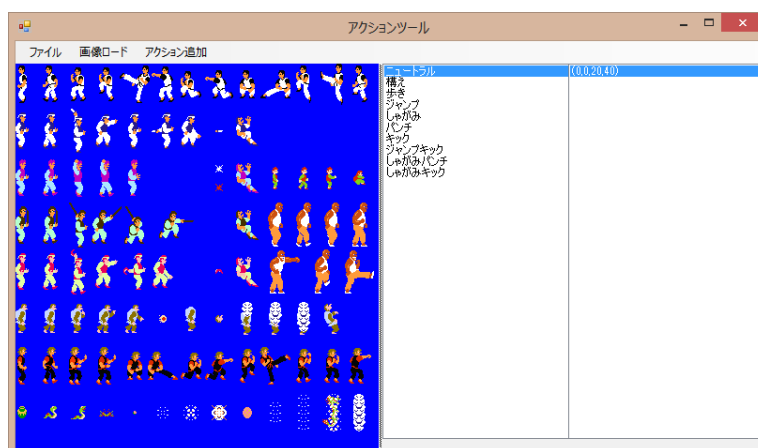 アクションツール
ファイル 画像ロード アクション追加
ニュートラル (0,0,20,40)
構え
歩き
ジャンプ
しゃがみ
パンチ
キック
ジャンプキック
しゃがみパンチ
しゃがみキック